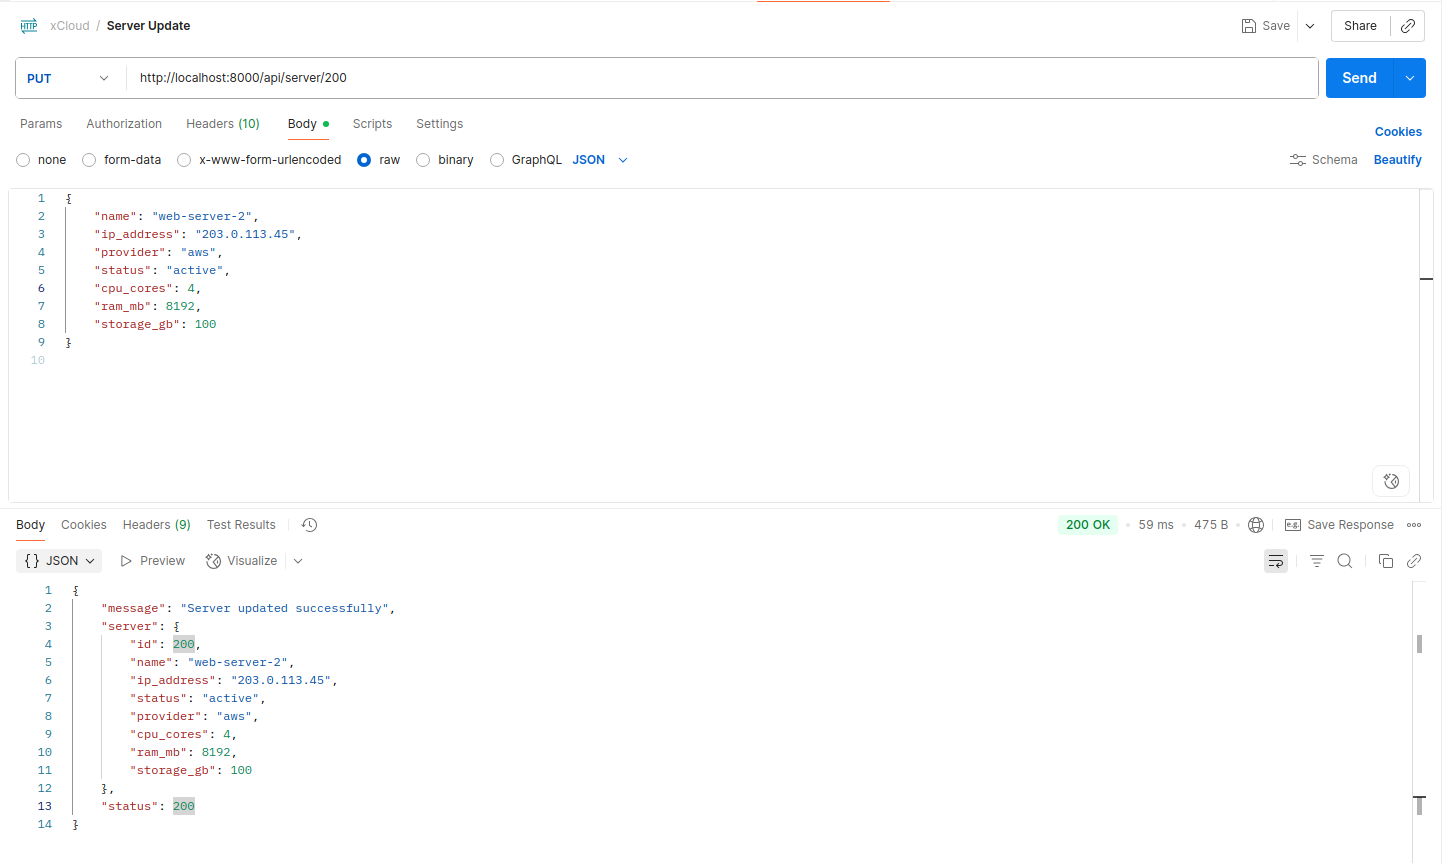 HTTP xCloud / Server Update Save Share
PUT http://localhost:8000/api/server/200 Send
Params Authorization Headers (10) Body Scripts Settings Cookies
none form-data x-www-form-urlencoded raw binary GraphQL JSON Schema Beautify
1 {
2 "name": "web-server-2",
3 "ip_address": "203.0.113.45",
4 "provider": "aws",
5 "status": "active",
6 "cpu_cores": 4,
7 "ram_mb": 8192,
8 "storage_gb": 100
9 }
10
Body Cookies Headers (9) Test Results 200 OK • 59 ms • 475 B • e.g. Save Response
{} JSON Preview Visualize
1 {
2 "message": "Server updated successfully",
3 "server": {
4 "id": 200,
5 "name": "web-server-2",
6 "ip_address": "203.0.113.45",
7 "status": "active",
8 "provider": "aws",
9 "cpu_cores": 4,
10 "ram_mb": 8192,
11 "storage_gb": 100
12 },
13 "status": 200
14 }